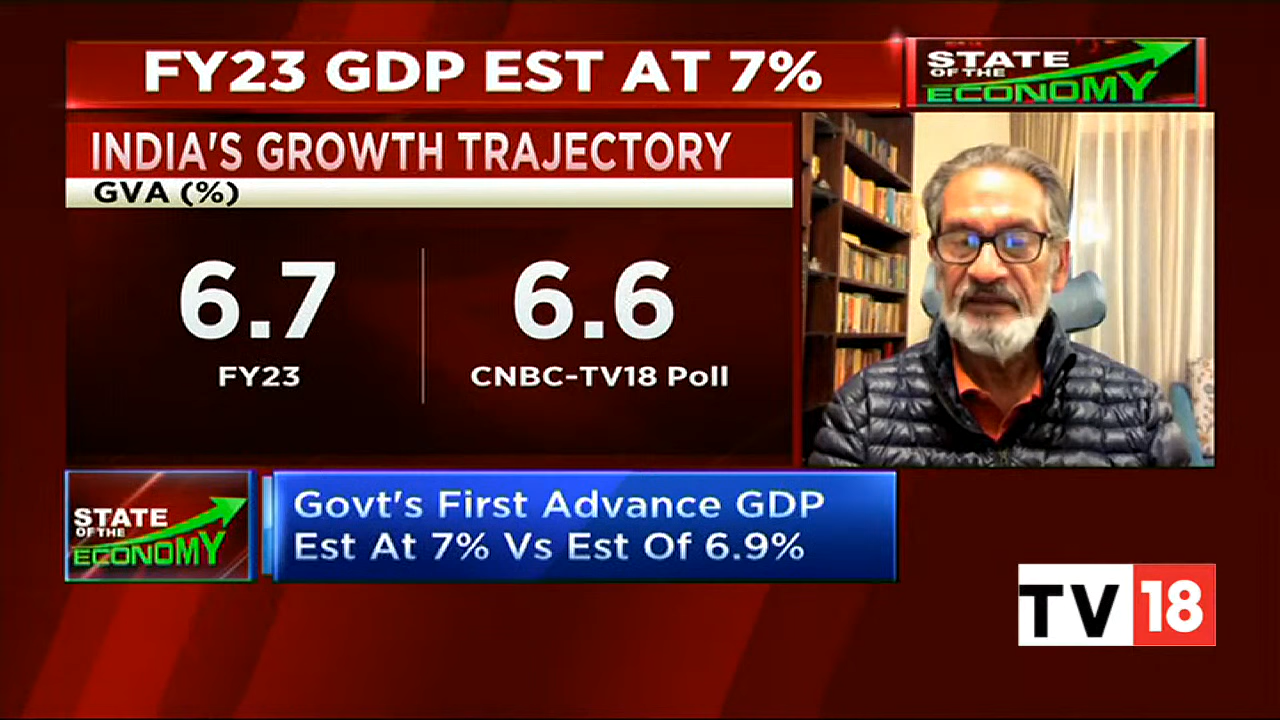 FY23 GDP EST AT 7%
STATE
OF THE
ECONOMY
INDIA'S GROWTH TRAJECTORY
GVA (%)
6.7
FY23
6.6
CNBC-TV18 Poll
STATE
OF THE
ECONOMY
Govt's First Advance GDP
Est At 7% Vs Est Of 6.9%
TV18